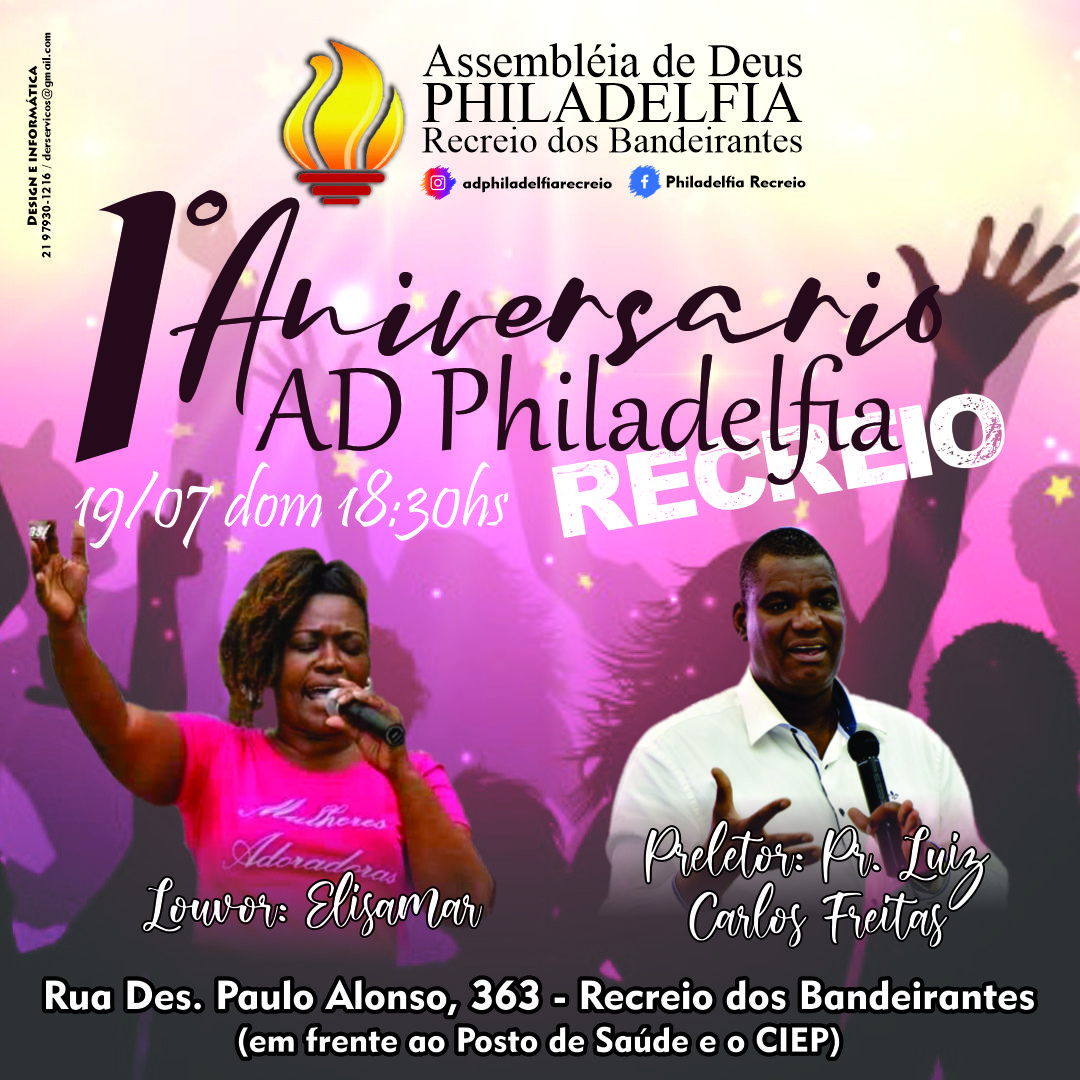 DESIGN E INFORMÁTICA
21 97930-1216 / derservicos@gmail.com
Assembléia de Deus
PHILADELFIA
Recreio dos Bandeirantes
adphiladelfiarecreio
Philadelfia Recreio
1º Aniversario
AD Philadelfia
RECREIO
19/07 dom 18:30hs
Mulheres
Adoradoras
Louvor: Elisamar
Preletor: Pr. Luiz
Carlos Freitas
Rua Des. Paulo Alonso, 363 - Recreio dos Bandeirantes
(em frente ao Posto de Saúde e o CIEP)